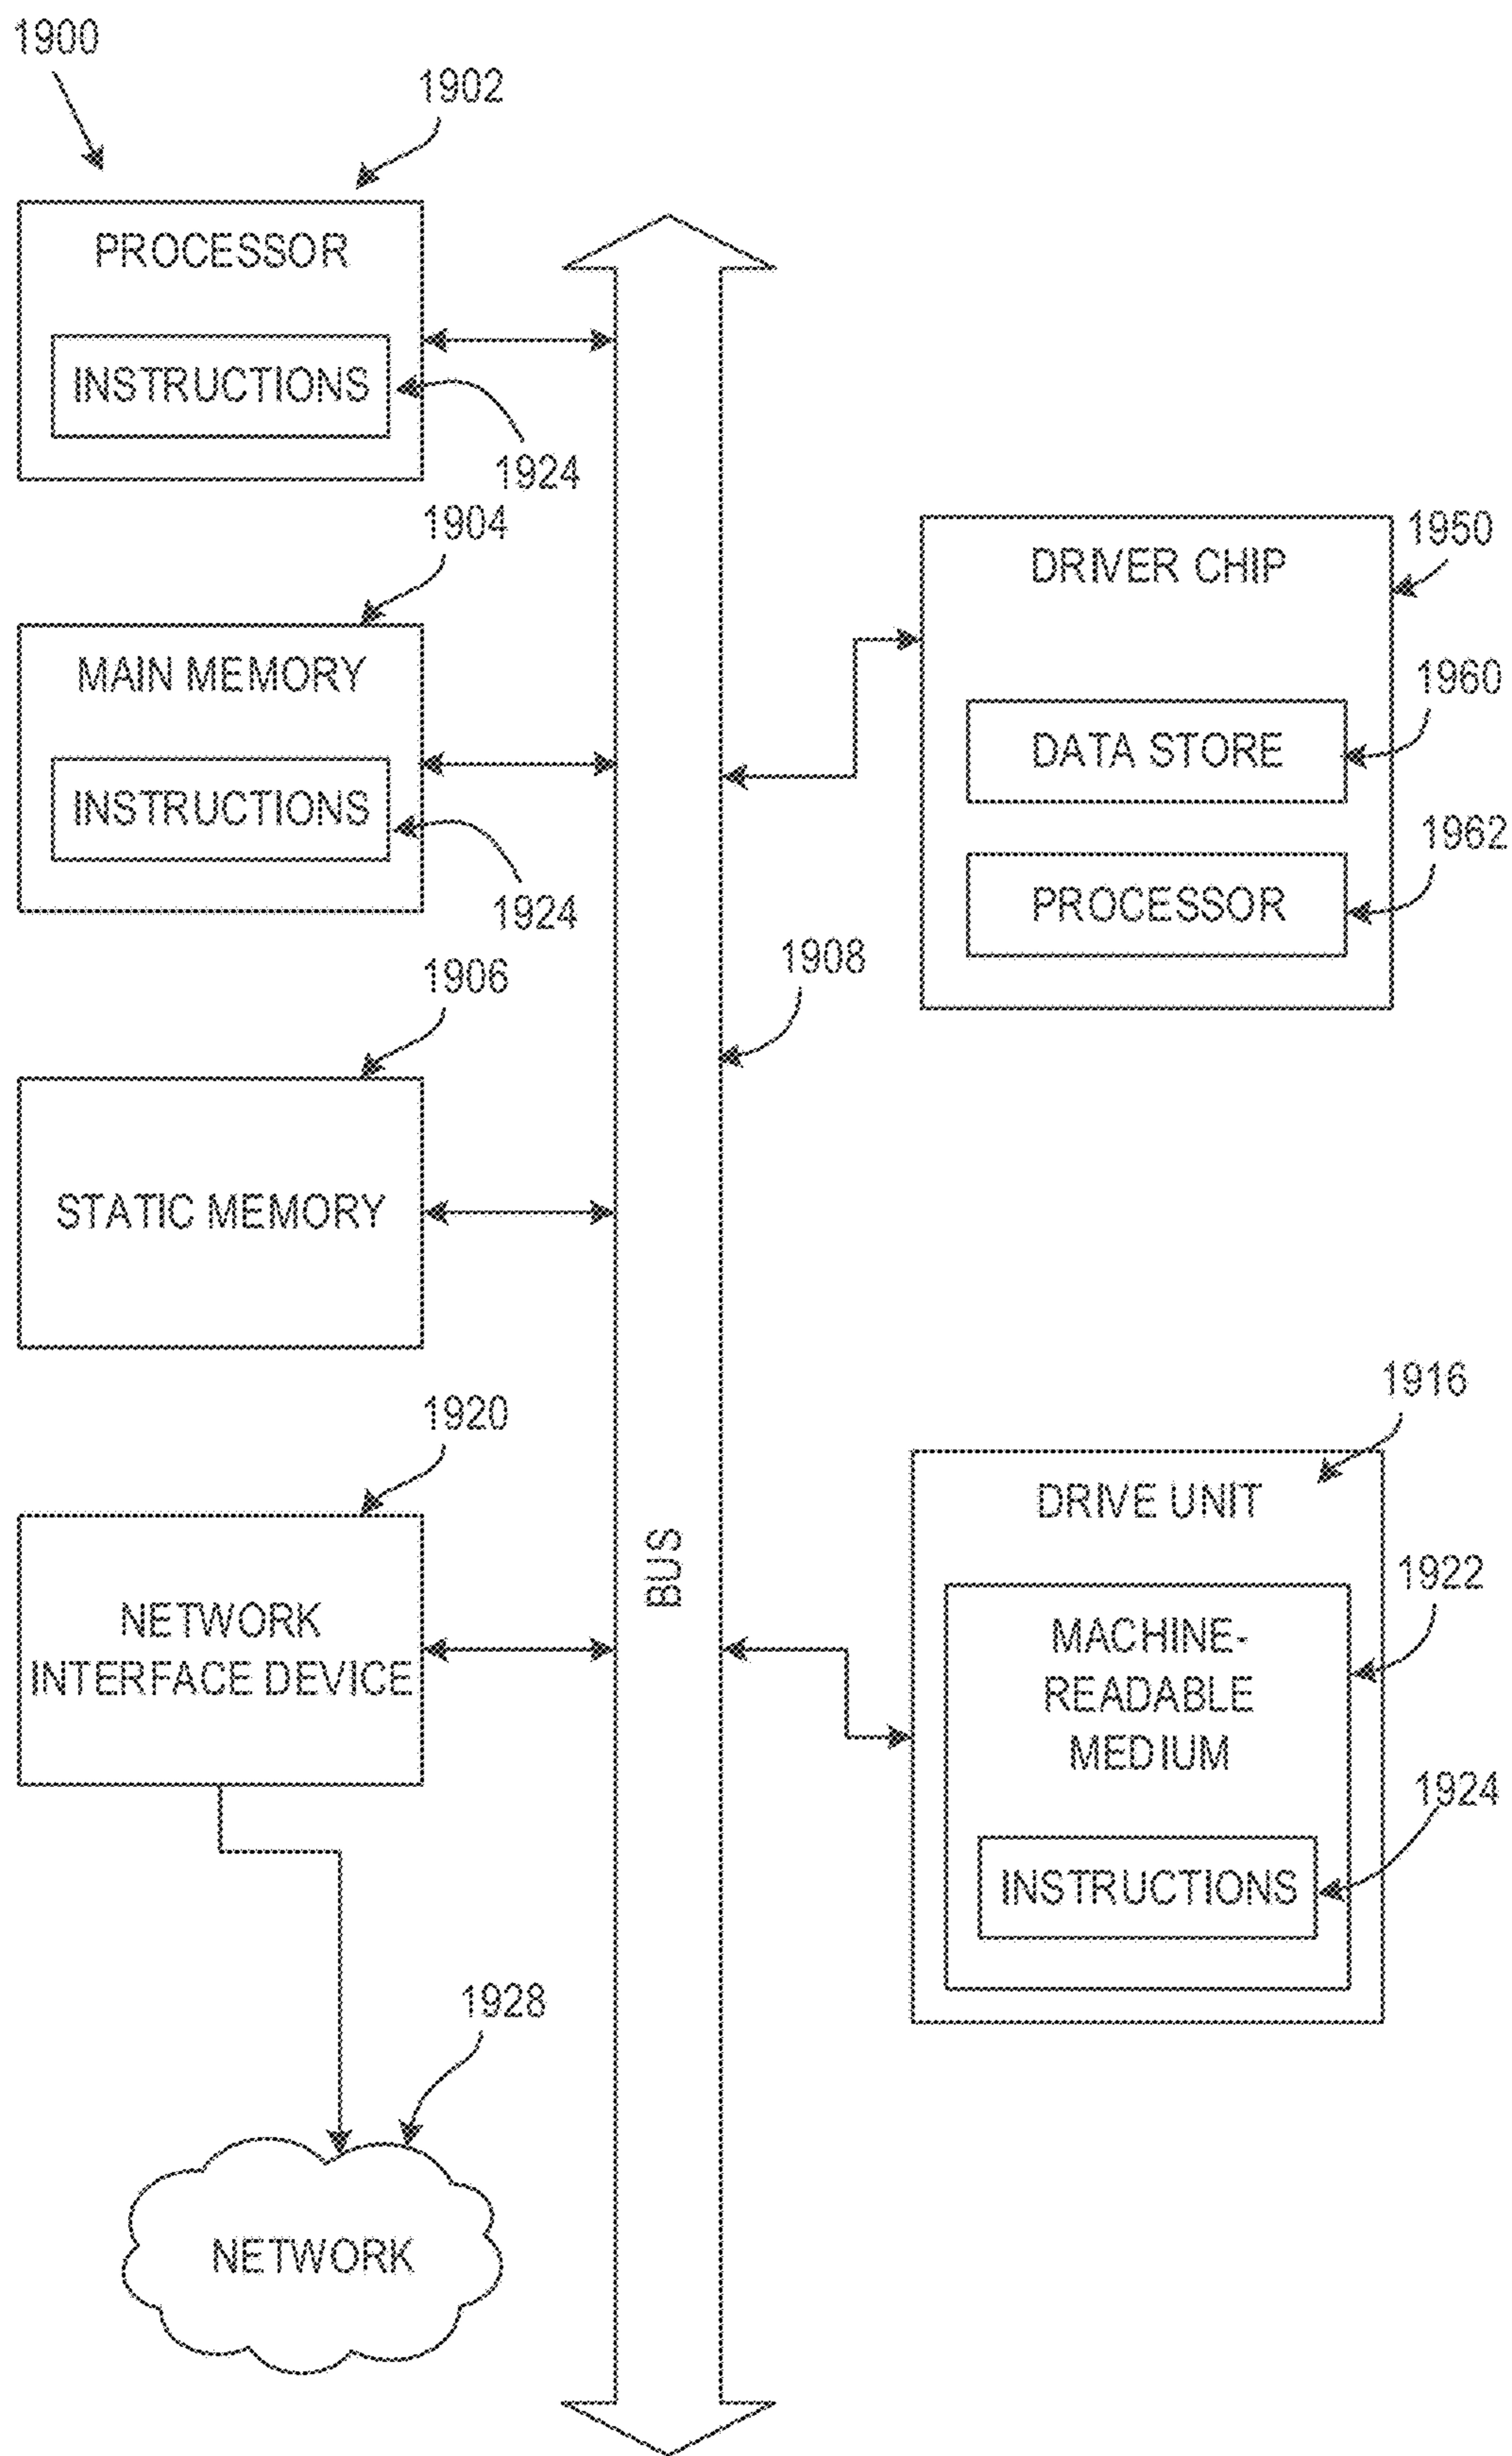 1900
1902
PROCESSOR
INSTRUCTIONS
1924
1904
MAIN MEMORY
INSTRUCTIONS
1924
1906
STATIC MEMORY
1920
NETWORK
INTERFACE DEVICE
1928
NETWORK
BUS
1908
1950
DRIVER CHIP
1960
DATA STORE
1962
PROCESSOR
1916
DRIVE UNIT
1922
MACHINE-
READABLE
MEDIUM
1924
INSTRUCTIONS